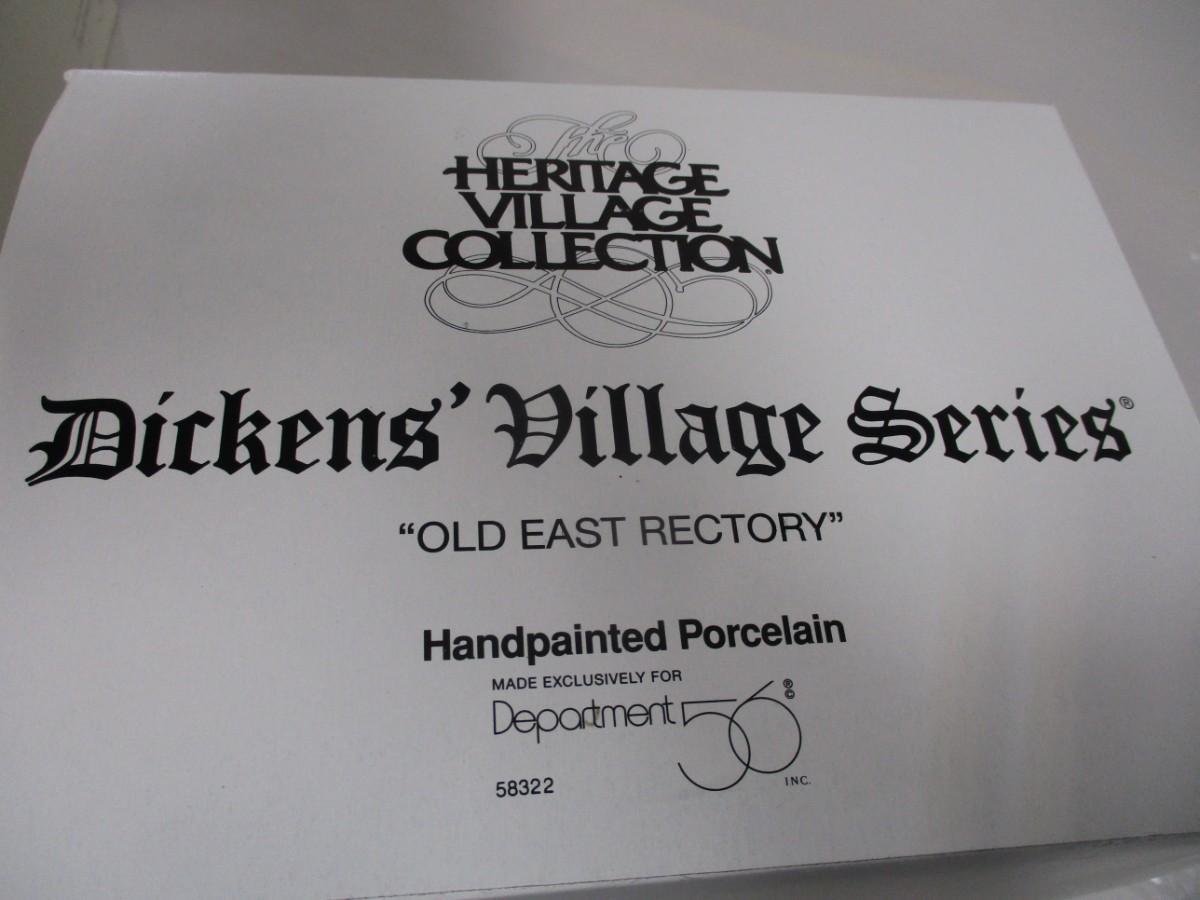 The
HERITAGE
VILLAGE
COLLECTION®
Dickens' Village Series®
“OLD EAST RECTORY”
Handpainted Porcelain
MADE EXCLUSIVELY FOR
Department 56 ® ©
INC.
58322